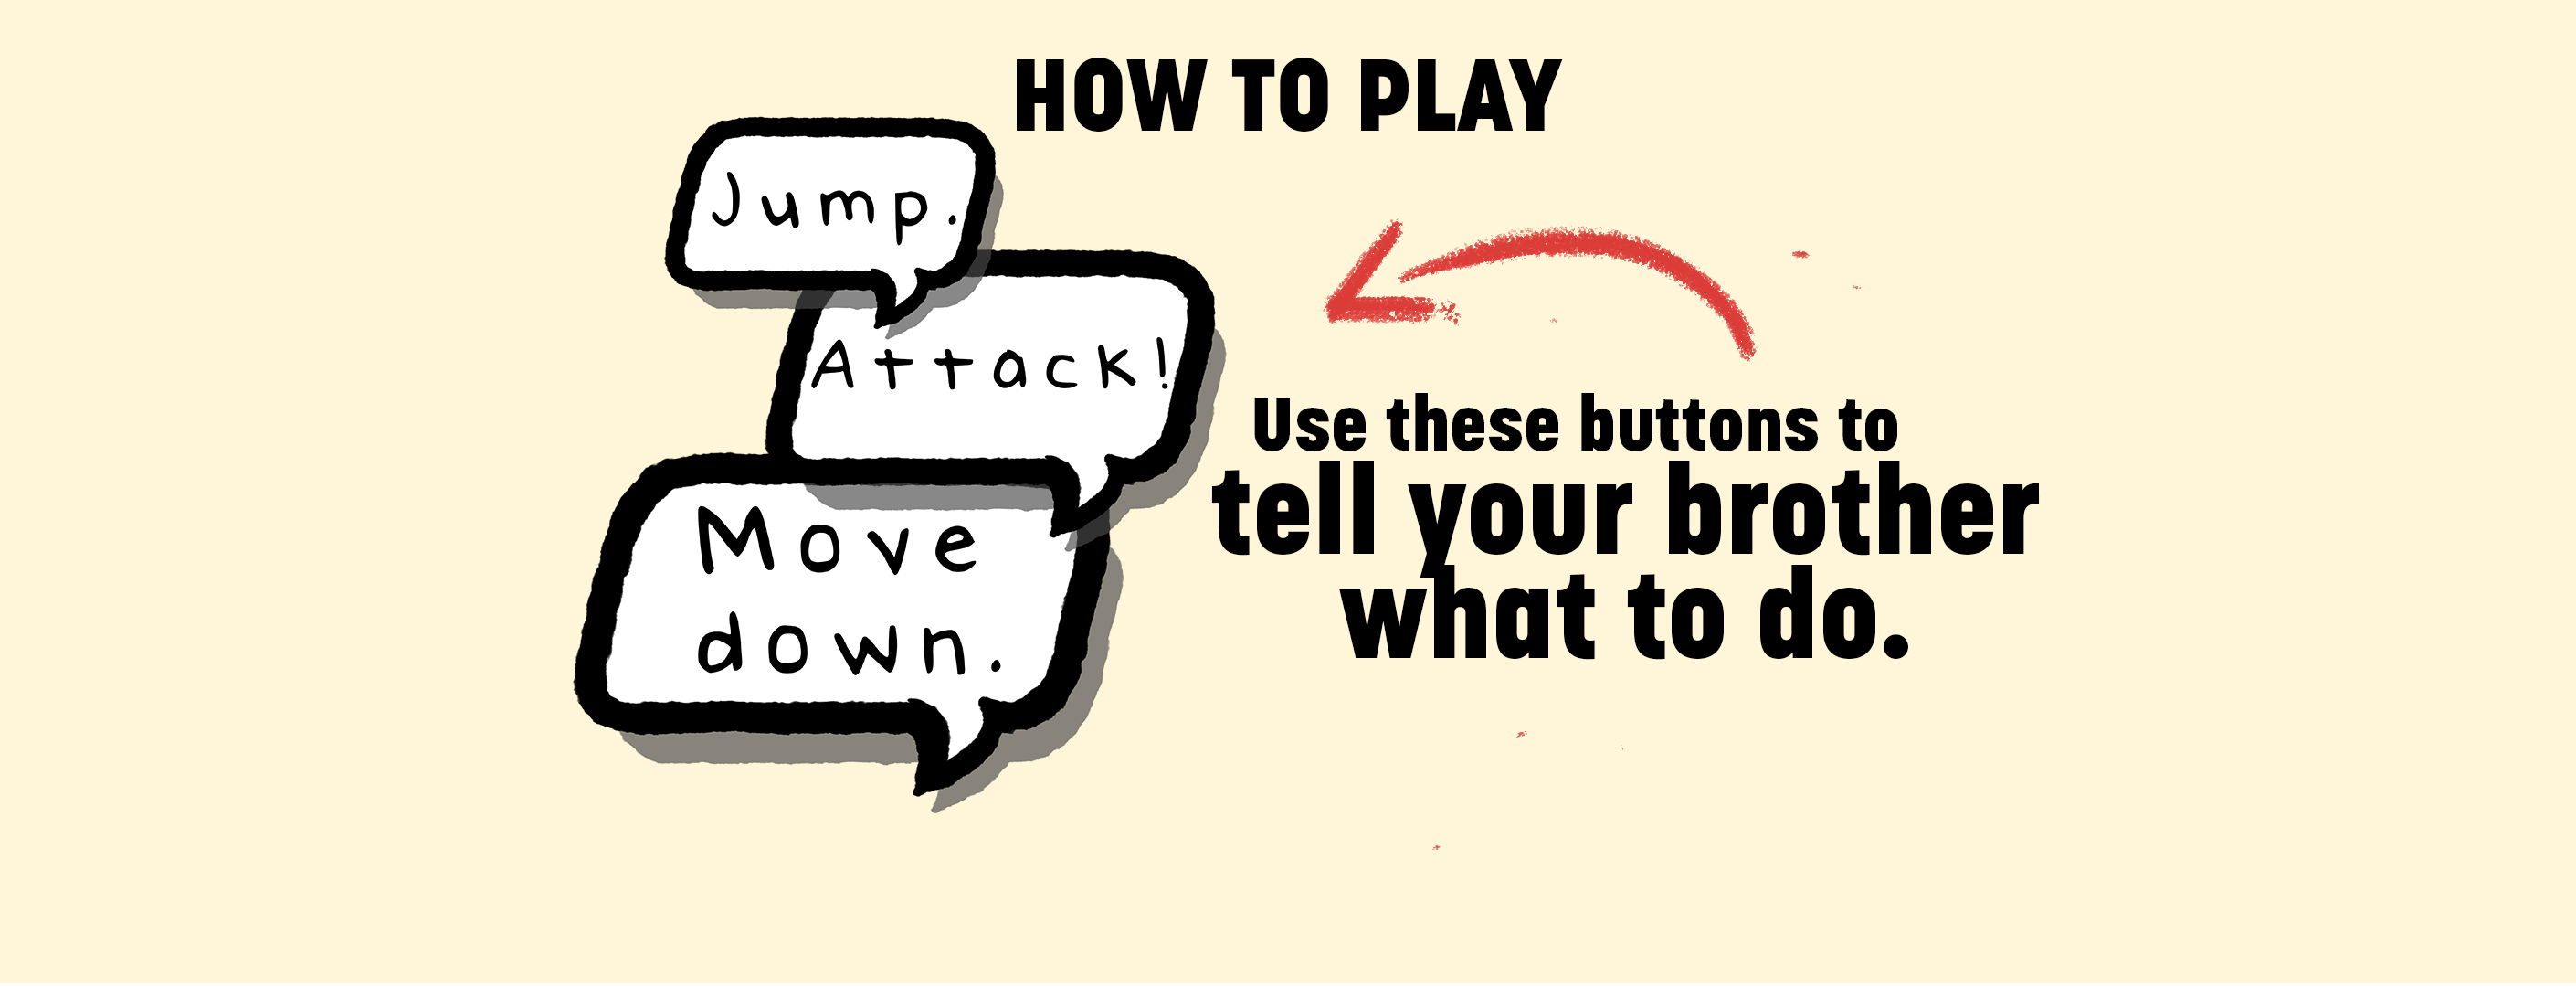 HOW TO PLAY
Jump.
Attack!
Move
down.
Use these buttons to
tell your brother
what to do.